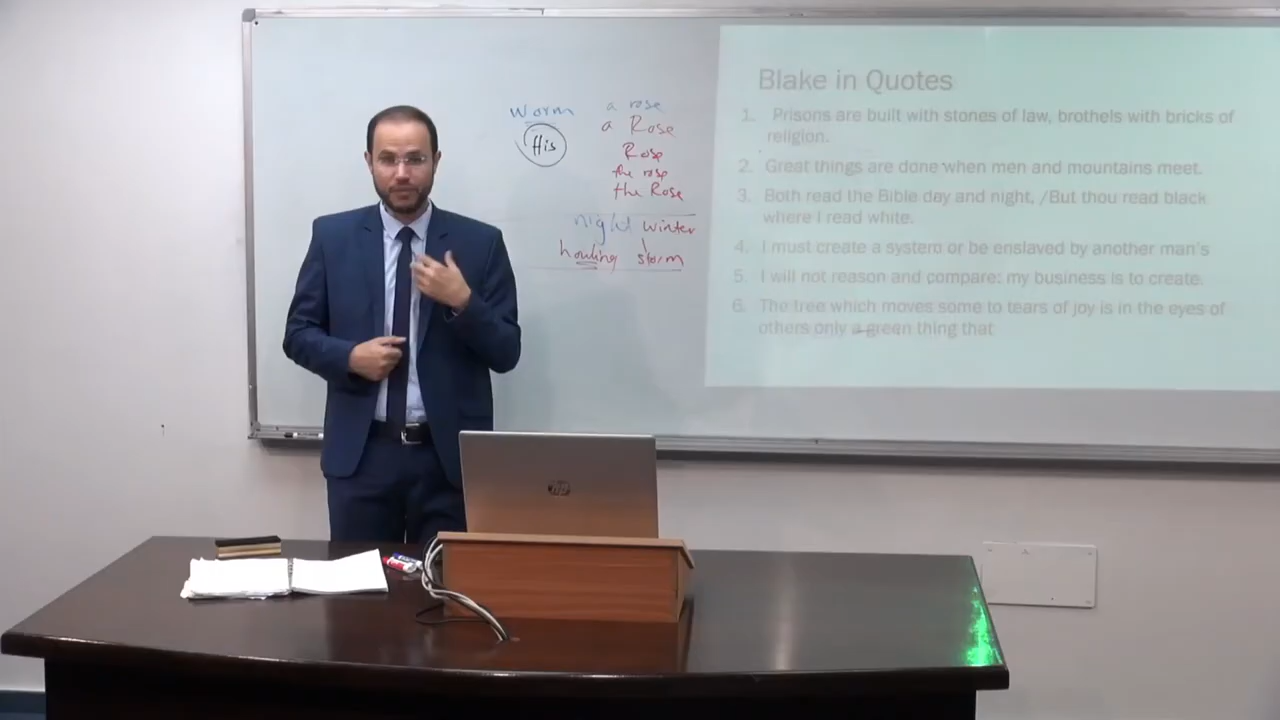 worm
His
a rose
a Rose
Rose
the rose
the Rose
night winter
howling storm
Blake in Quotes
1. Prisons are built with stones of law, brothels with bricks of
religion.
2. Great things are done when men and mountains meet.
3. Both read the Bible day and night, /But thou read black
where I read white.
4. I must create a system or be enslaved by another man's
5. I will not reason and compare: my business is to create.
6. The tree which moves some to tears of joy is in the eyes of
others only a green thing that
hp